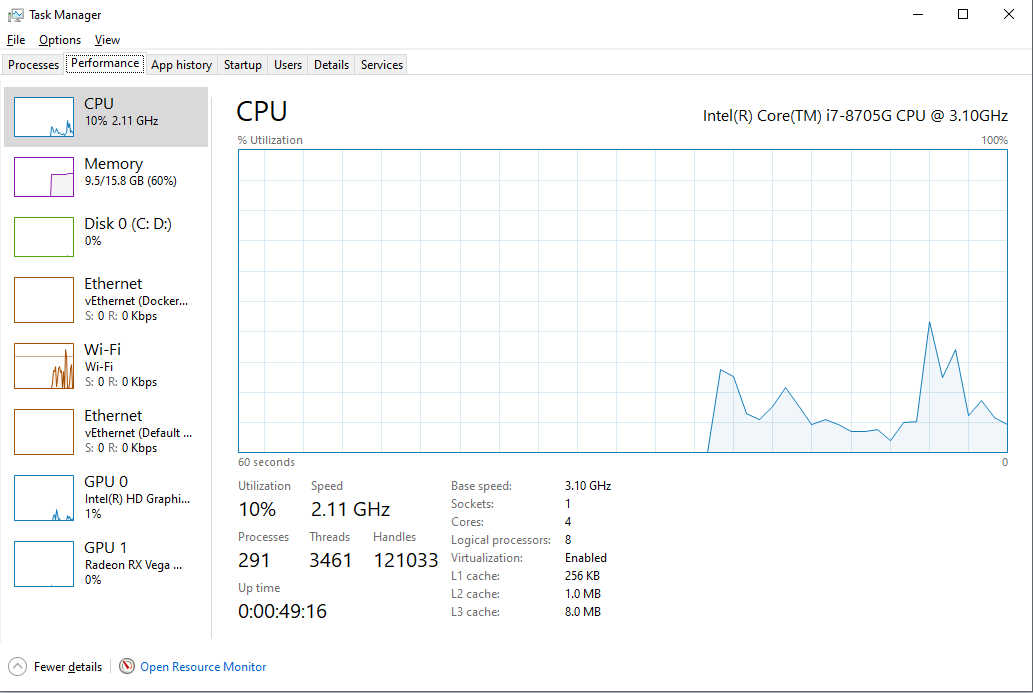 Task Manager
File Options View
Processes Performance App history Startup Users Details Services
CPU
10% 2.11 GHz
Memory
9.5/15.8 GB (60%)
Disk 0 (C: D:)
0%
Ethernet
vEthernet (Docker...
S: 0 R: 0 Kbps
Wi-Fi
Wi-Fi
S: 0 R: 0 Kbps
Ethernet
vEthernet (Default ...
S: 0 R: 0 Kbps
GPU 0
Intel(R) HD Graphi...
1%
GPU 1
Radeon RX Vega ...
0%
CPU
Intel(R) Core(TM) i7-8705G CPU @ 3.10GHz
% Utilization 100%
60 seconds 0
Utilization Speed
10% 2.11 GHz
Processes Threads Handles
291 3461 121033
Up time
0:00:49:16
Base speed: 3.10 GHz
Sockets: 1
Cores: 4
Logical processors: 8
Virtualization: Enabled
L1 cache: 256 KB
L2 cache: 1.0 MB
L3 cache: 8.0 MB
Fewer details Open Resource Monitor